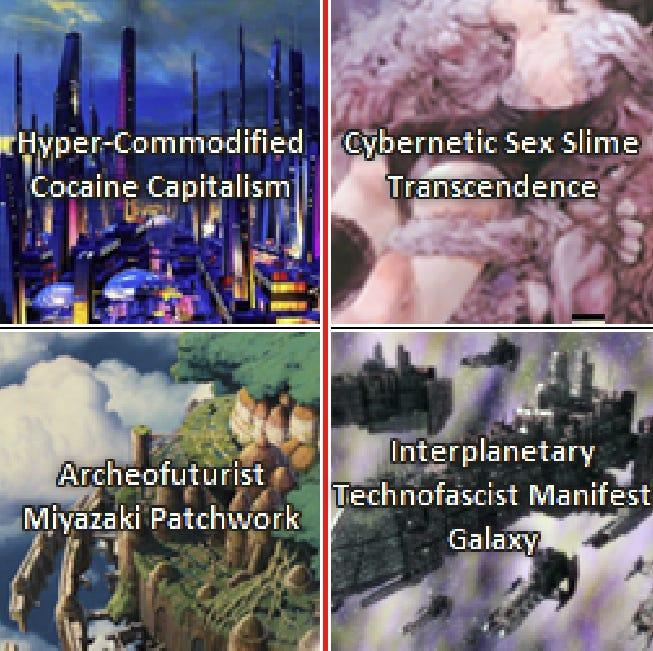 Hyper-Commodified
Cocaine Capitalism
Cybernetic Sex Slime
Transcendence
Archeofuturist
Miyazaki Patchwork
Interplanetary
Technofascist Manifest
Galaxy